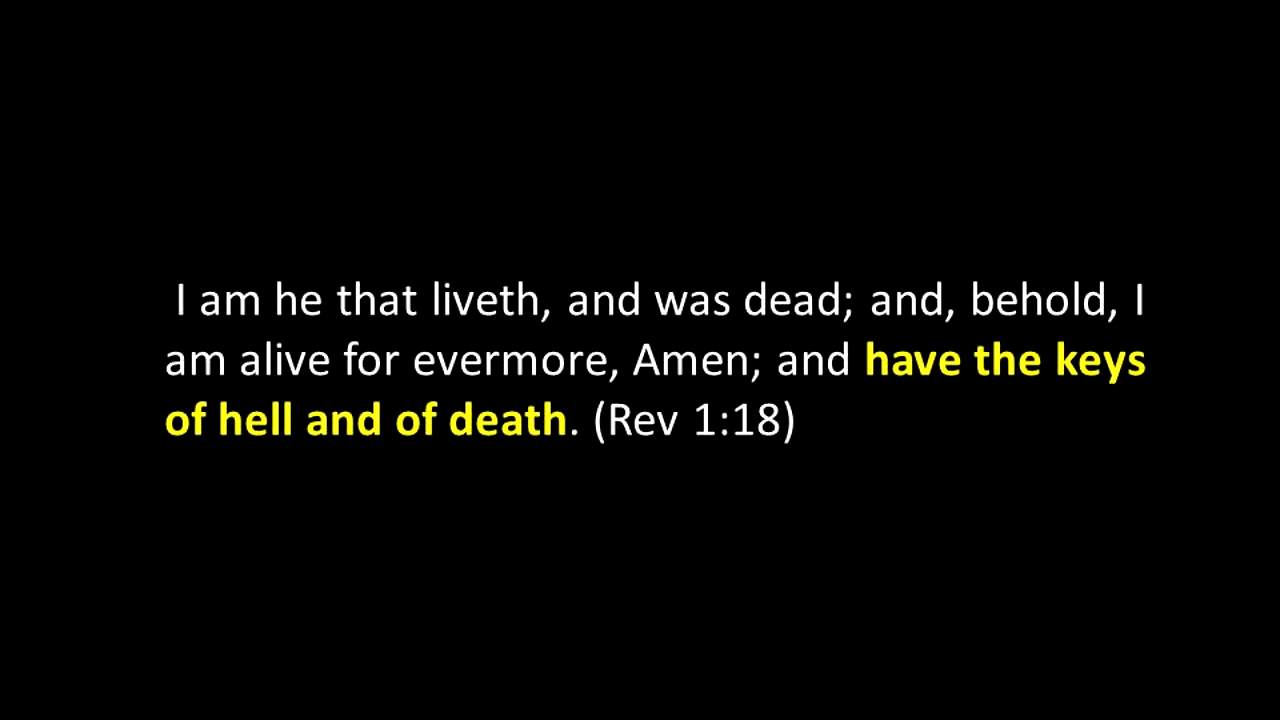 I am he that liveth, and was dead; and, behold, I
am alive for evermore, Amen; and have the keys
of hell and of death. (Rev 1:18)